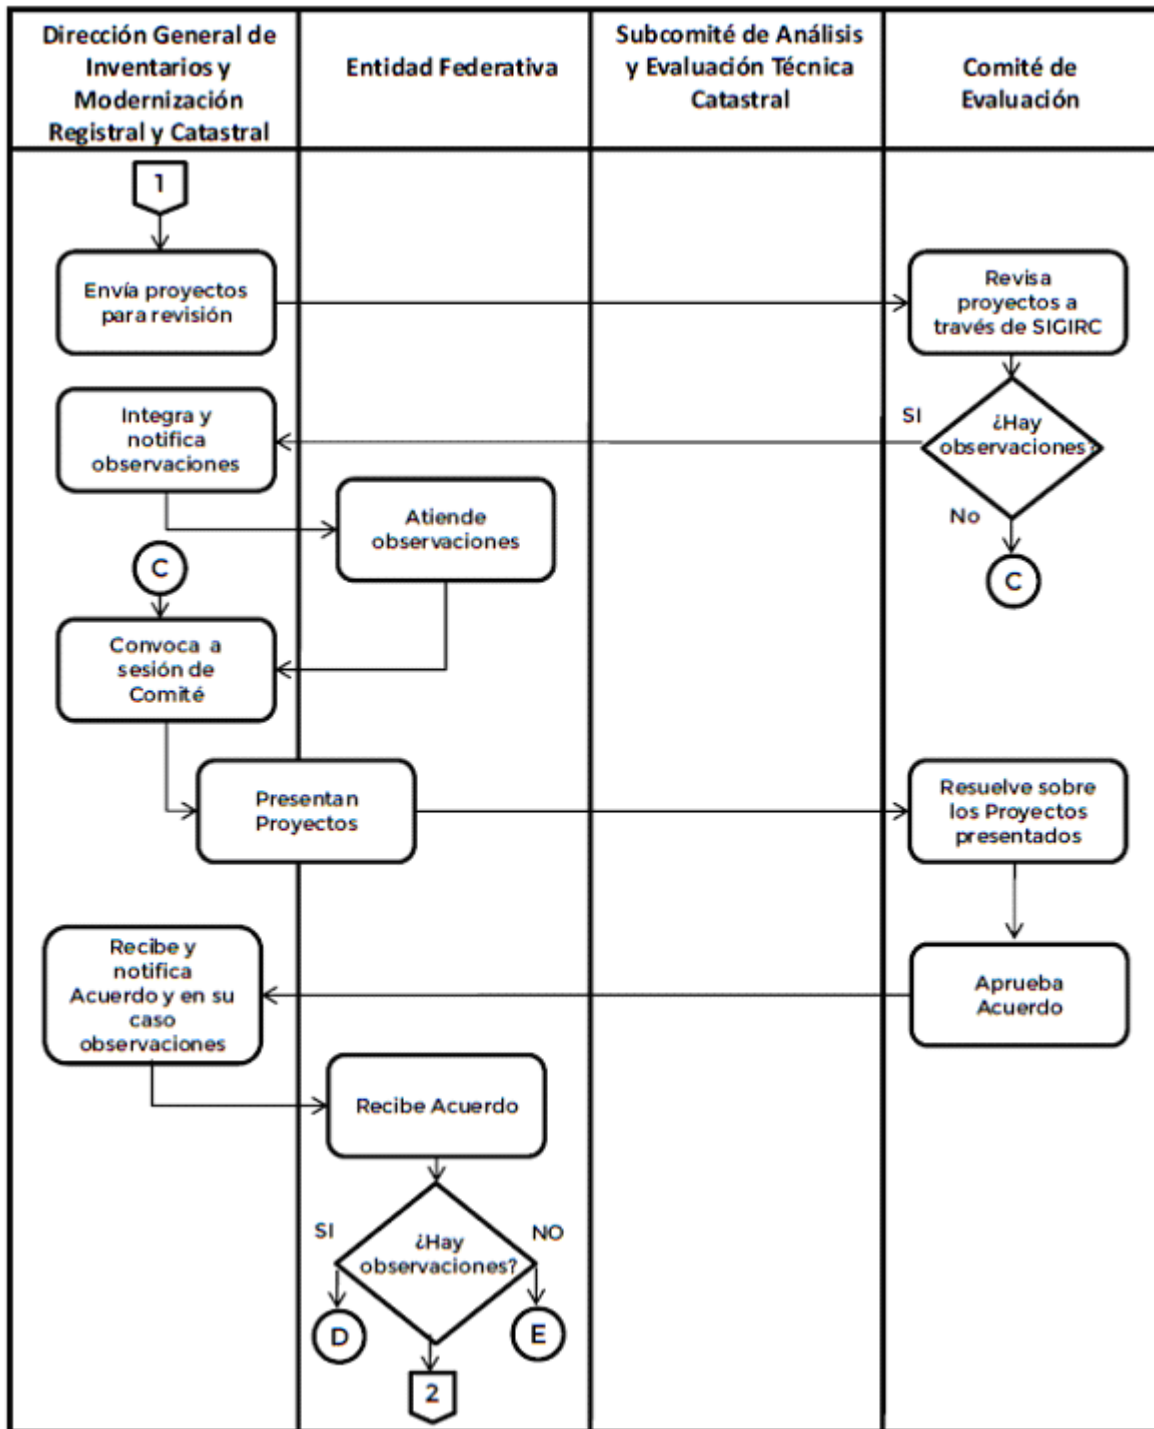 Dirección General de
Inventarios y
Modernización
Registral y Catastral
Entidad Federativa
Subcomité de Análisis
y Evaluación Técnica
Catastral
Comité de
Evaluación
1
Envía proyectos
para revisión
Revisa
proyectos a
través de SIGIRC
Integra y
notifica
observaciones
SI
¿Hay
observaciones?
No
C
Atiende
observaciones
C
Convoca a
sesión de
Comité
Presentan
Proyectos
Resuelve sobre
los Proyectos
presentados
Recibe y
notifica
Acuerdo y en su
caso
observaciones
Aprueba
Acuerdo
Recibe Acuerdo
SI
¿Hay
observaciones?
NO
D
E
2